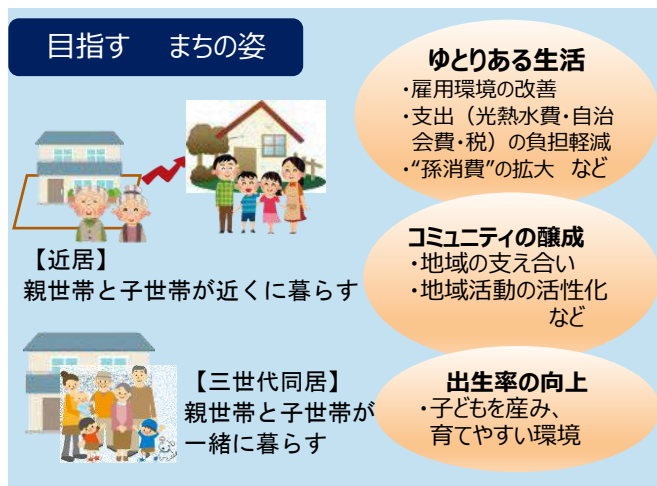 目指す　まちの姿
【近居】
親世帯と子世帯が近くに暮らす
【三世代同居】
親世帯と子世帯が
一緒に暮らす
ゆとりある生活
・雇用環境の改善
・支出（光熱水費・自治
会費・税）の負担軽減
・“孫消費”の拡大　など
コミュニティの醸成
・地域の支え合い
・地域活動の活性化
など
出生率の向上
・子どもを産み、
育てやすい環境